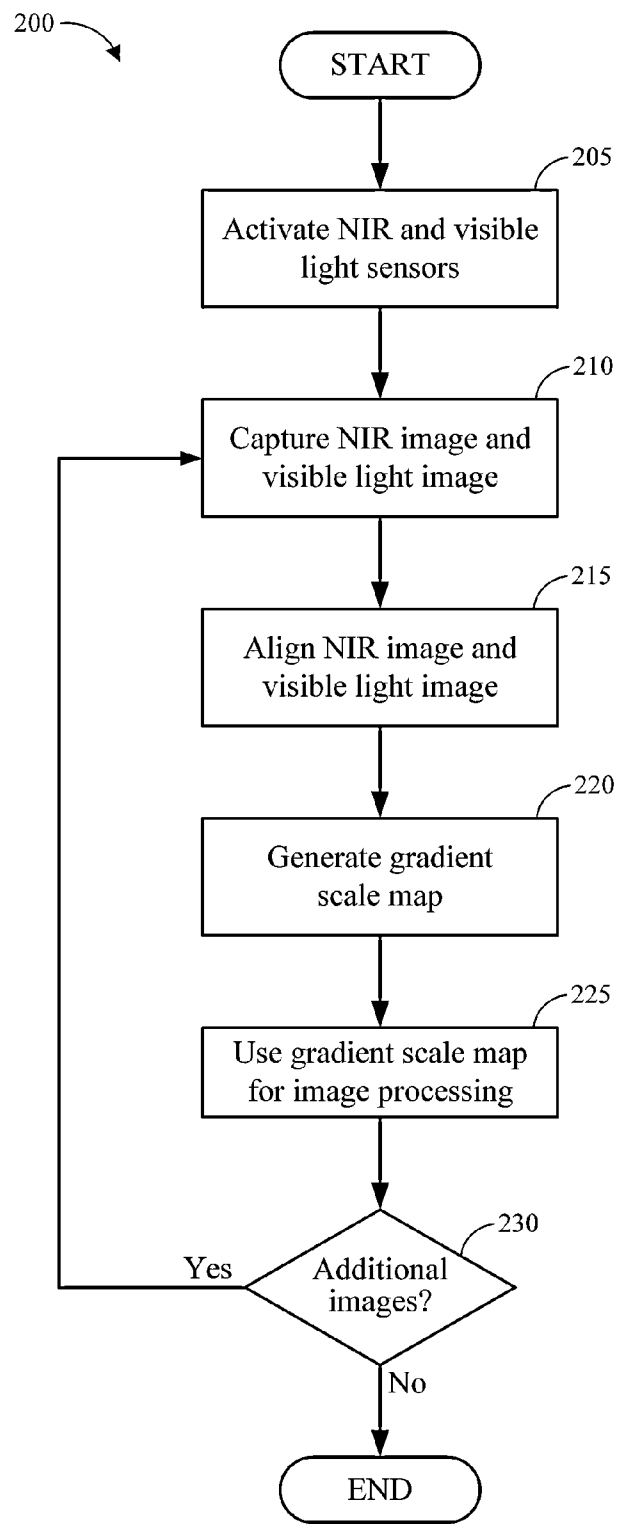 200
START
205
Activate NIR and visible
light sensors
210
Capture NIR image and
visible light image
215
Align NIR image and
visible light image
220
Generate gradient
scale map
225
Use gradient scale map
for image processing
230
Additional
images?
Yes
No
END